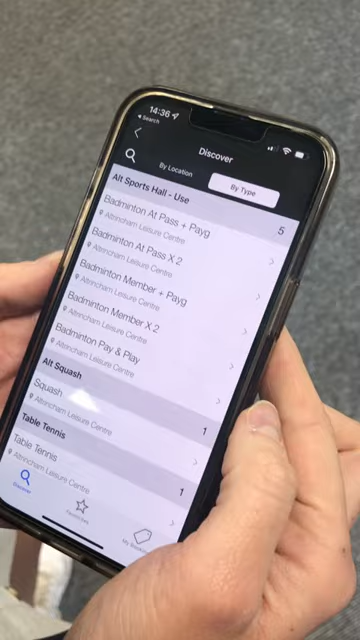 14:36
Search
Discover
By Location
By Type
Alt Sports Hall - Use 5
Badminton At Pass + Payg
Altrincham Leisure Centre
Badminton At Pass X 2
Altrincham Leisure Centre
Badminton Member + Payg
Altrincham Leisure Centre
Badminton Member X 2
Altrincham Leisure Centre
Badminton Pay & Play
Altrincham Leisure Centre
Alt Squash 1
Squash
Altrincham Leisure Centre
Table Tennis 1
Table Tennis
Altrincham Leisure Centre
Discover
Favourites